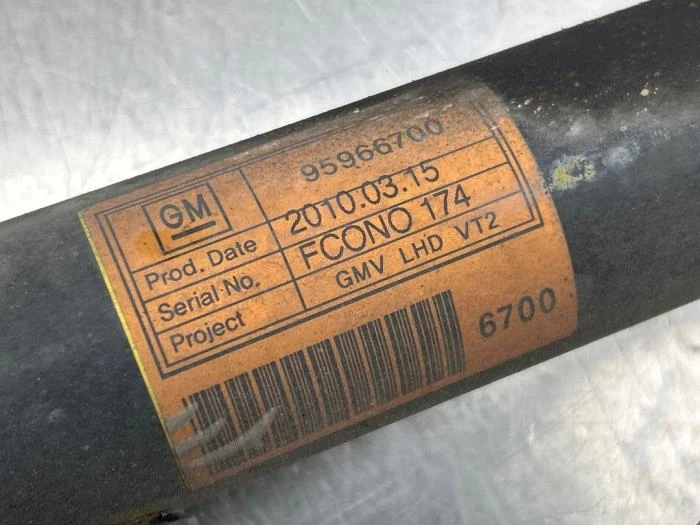 GM 95966700
Prod. Date 2010.03.15
Serial No. FCONO 174
Project GMV LHD VT2
6700